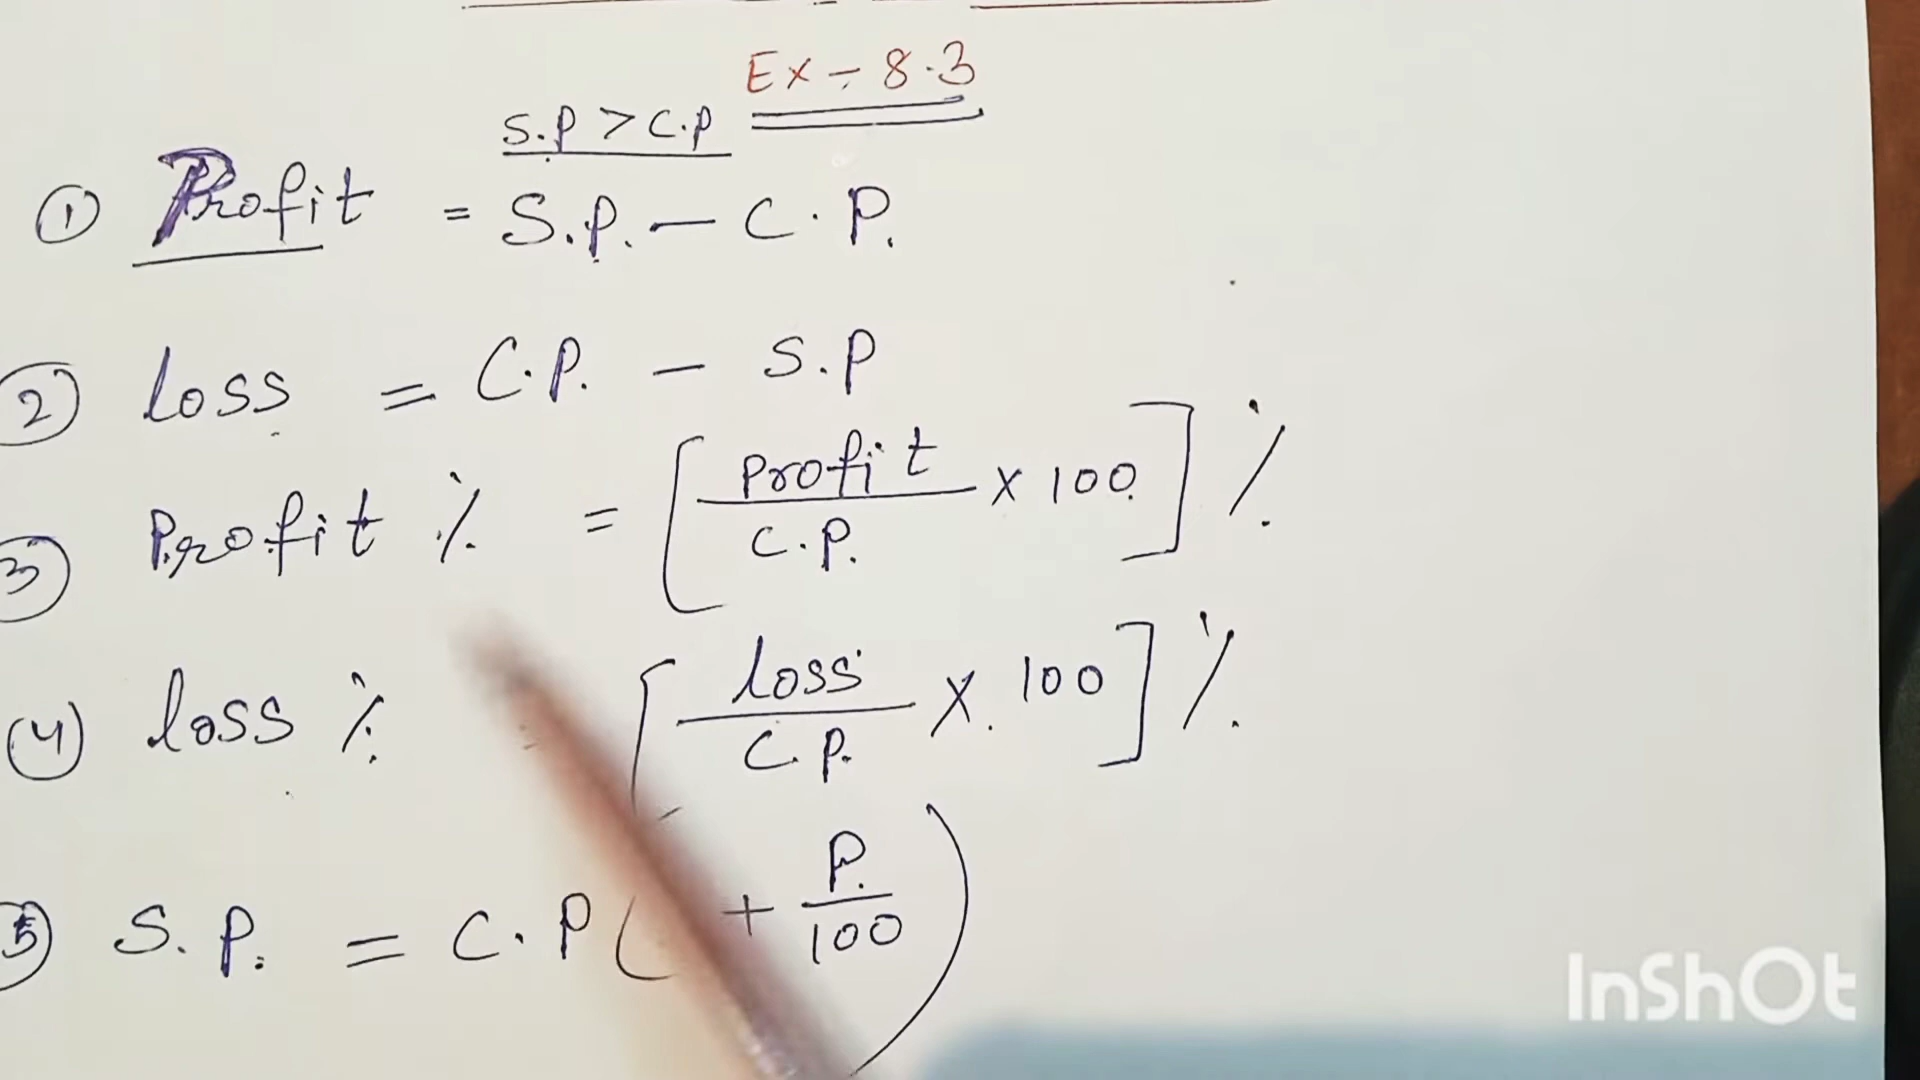 Ex - 8.3
S.P > C.P
① Profit = S.P. - C.P.
② loss = C.P. - S.P
③ Profit % = [profit/C.P. × 100] %
(4) loss % [loss/C.P. × 100] %
⑤ S.P. = C.P( + P/100)
InShOt